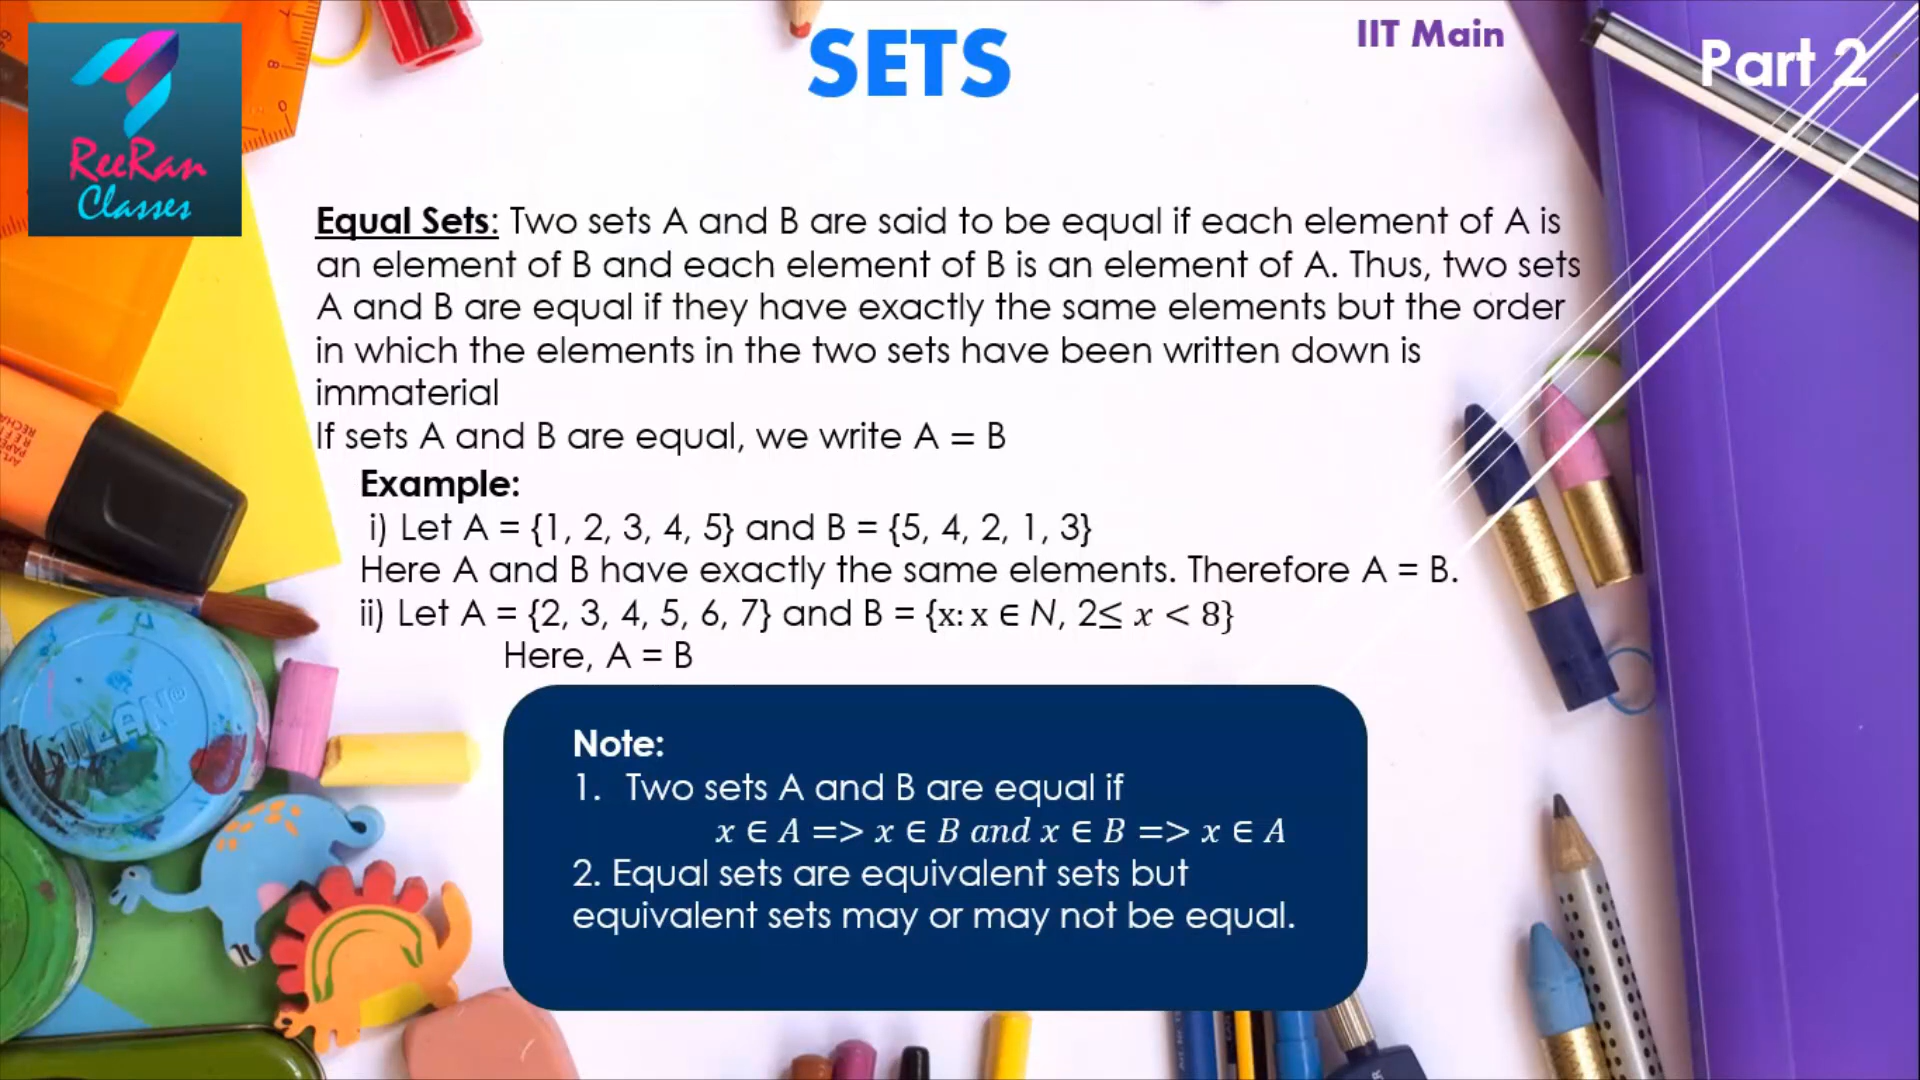 SETS
IIT Main
Part 2
ReeRan
Classes
Equal Sets: Two sets A and B are said to be equal if each element of A is
an element of B and each element of B is an element of A. Thus, two sets
A and B are equal if they have exactly the same elements but the order
in which the elements in the two sets have been written down is
immaterial
If sets A and B are equal, we write A = B
Example:
i) Let A = {1, 2, 3, 4, 5} and B = {5, 4, 2, 1, 3}
Here A and B have exactly the same elements. Therefore A = B.
ii) Let A = {2, 3, 4, 5, 6, 7} and B = {x: x ∈ N, 2≤ x < 8}
Here, A = B
MILAN®
Note:
1. Two sets A and B are equal if
x ∈ A => x ∈ B and x ∈ B => x ∈ A
2. Equal sets are equivalent sets but
equivalent sets may or may not be equal.